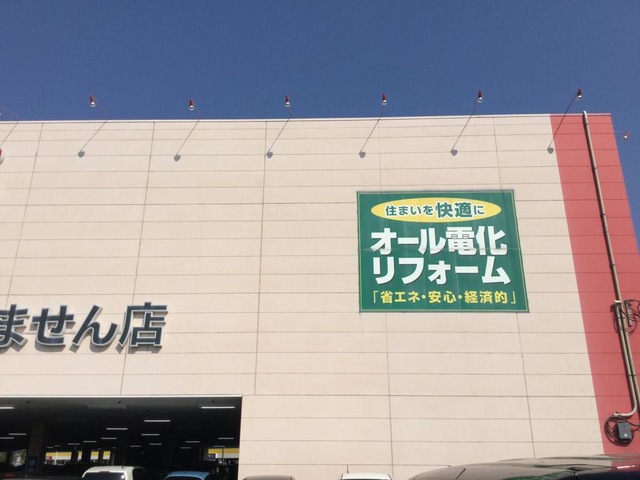 住まいを快適に
オール電化
リフォーム
「省エネ・安心・経済的」
ません店